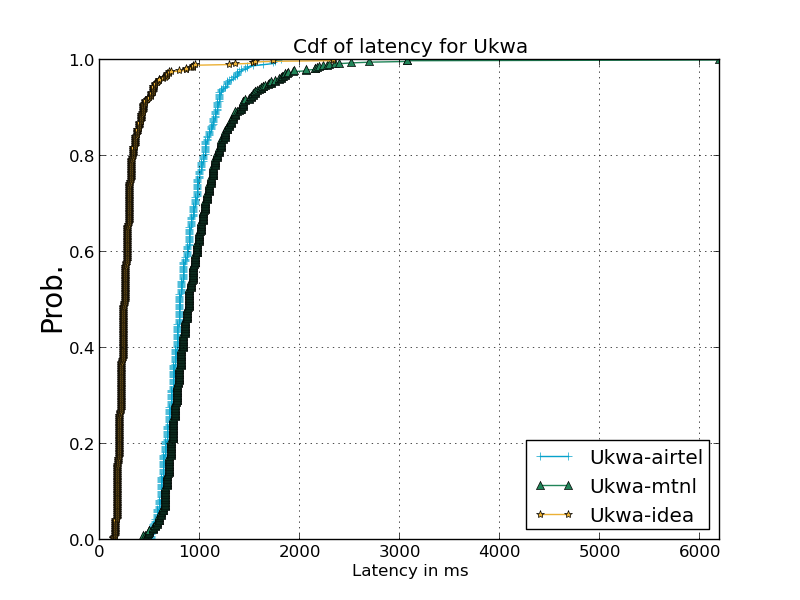 Cdf of latency for Ukwa
1.0
0.8
0.6
0.4
0.2
0.0
Prob.
0 1000 2000 3000 4000 5000 6000
Latency in ms
Ukwa-airtel
Ukwa-mtnl
Ukwa-idea